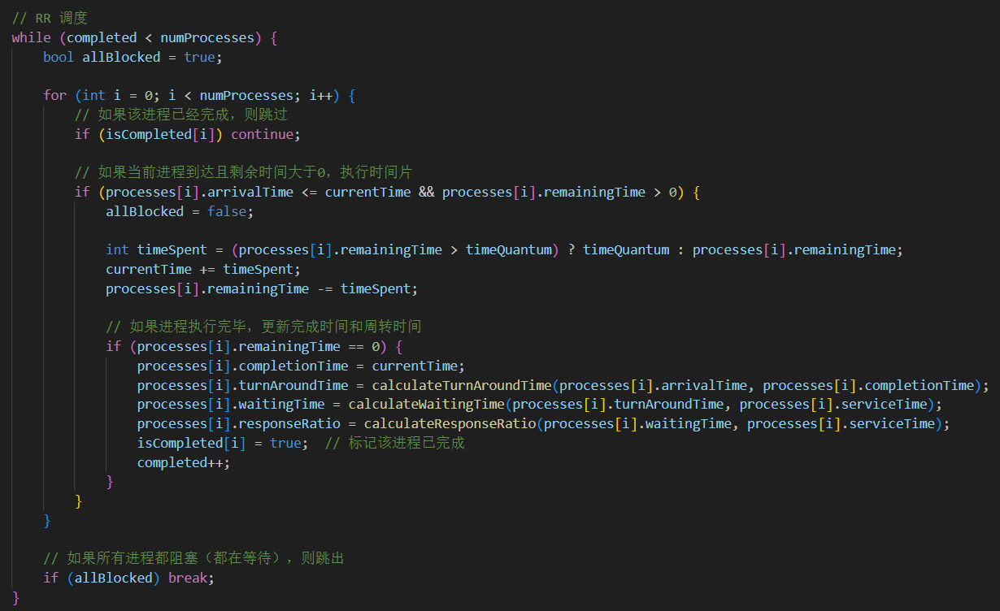 // RR 调度
while (completed < numProcesses) {
    bool allBlocked = true;

    for (int i = 0; i < numProcesses; i++) {
        // 如果该进程已经完成，则跳过
        if (isCompleted[i]) continue;

        // 如果当前进程到达且剩余时间大于0，执行时间片
        if (processes[i].arrivalTime <= currentTime && processes[i].remainingTime > 0) {
            allBlocked = false;

            int timeSpent = (processes[i].remainingTime > timeQuantum) ? timeQuantum : processes[i].remainingTime;
            currentTime += timeSpent;
            processes[i].remainingTime -= timeSpent;

            // 如果进程执行完毕，更新完成时间和周转时间
            if (processes[i].remainingTime == 0) {
                processes[i].completionTime = currentTime;
                processes[i].turnAroundTime = calculateTurnAroundTime(processes[i].arrivalTime, processes[i].completionTime);
                processes[i].waitingTime = calculateWaitingTime(processes[i].turnAroundTime, processes[i].serviceTime);
                processes[i].responseRatio = calculateResponseRatio(processes[i].waitingTime, processes[i].serviceTime);
                isCompleted[i] = true;  // 标记该进程已完成
                completed++;
            }
        }
    }

    // 如果所有进程都阻塞（都在等待），则跳出
    if (allBlocked) break;
}